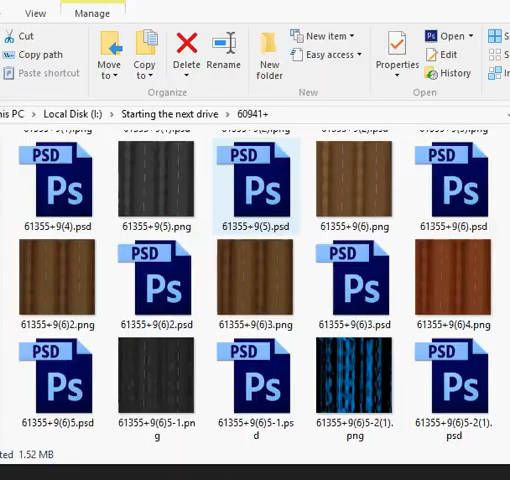 View Manage
Cut
Copy path
Paste shortcut
Move to
Copy to
Delete
Rename
New folder
New item
Easy access
Properties
Open
Edit
History
Organize
New
Open
his PC > Local Disk (I:) > Starting the next drive > 60941+
PSD PSD PSD
Ps Ps Ps
61355+9(4).psd 61355+9(5).png 61355+9(5).psd 61355+9(6).png 61355+9(6).psd
PSD PSD
Ps Ps
61355+9(6)2.png 61355+9(6)2.psd 61355+9(6)3.png 61355+9(6)3.psd 61355+9(6)4.png
PSD PSD PSD
Ps Ps Ps
61355+9(6)5.psd 61355+9(6)5-1.pn 61355+9(6)5-1.ps 61355+9(6)5-2(1). 61355+9(6)5-2(1).
g d png psd
ted 1.52 MB